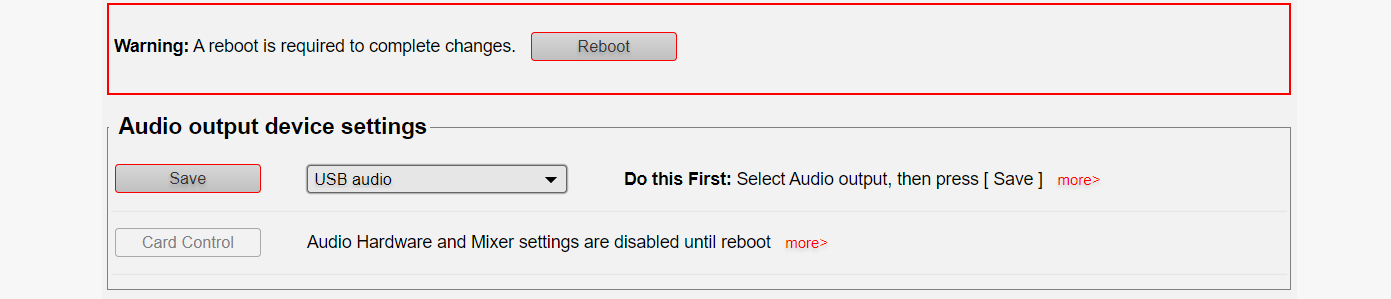 Warning: A reboot is required to complete changes. Reboot
Audio output device settings
Save USB audio Do this First: Select Audio output, then press [ Save ] more>
Card Control Audio Hardware and Mixer settings are disabled until reboot more>